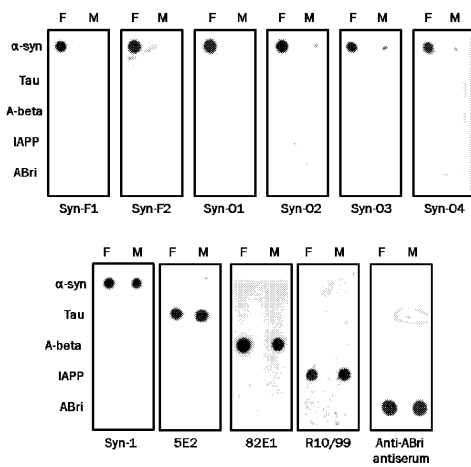 F M F M F M F M F M F M
α-syn
Tau
A-beta
IAPP
ABri
Syn-F1 Syn-F2 Syn-O1 Syn-O2 Syn-O3 Syn-O4
F M F M F M F M F M
α-syn
Tau
A-beta
IAPP
ABri
Syn-1 5E2 82E1 R10/99 Anti-ABri
antiserum